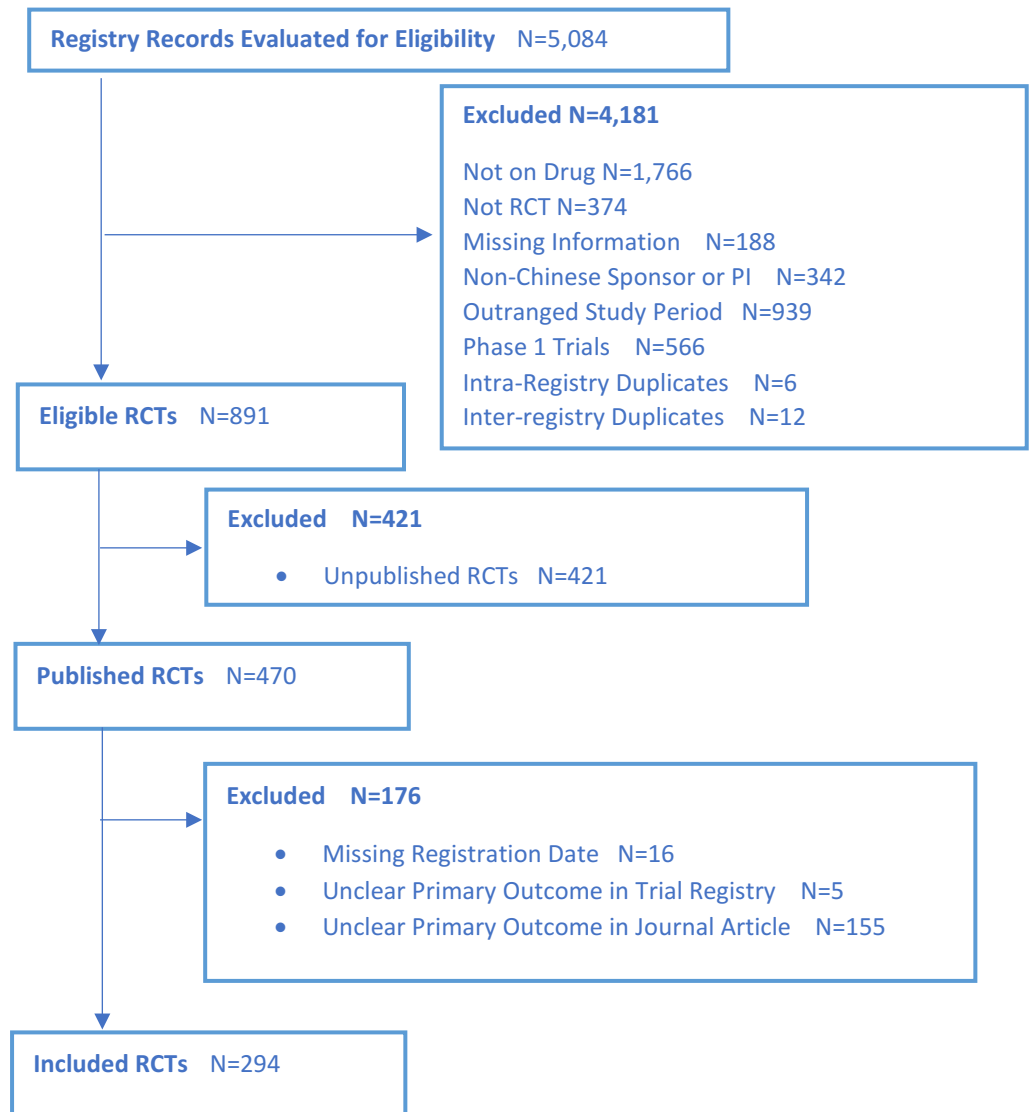 Registry Records Evaluated for Eligibility N=5,084
Excluded N=4,181
Not on Drug N=1,766
Not RCT N=374
Missing Information N=188
Non-Chinese Sponsor or PI N=342
Outranged Study Period N=939
Phase 1 Trials N=566
Intra-Registry Duplicates N=6
Inter-registry Duplicates N=12
Eligible RCTs N=891
Excluded N=421
• Unpublished RCTs N=421
Published RCTs N=470
Excluded N=176
• Missing Registration Date N=16
• Unclear Primary Outcome in Trial Registry N=5
• Unclear Primary Outcome in Journal Article N=155
Included RCTs N=294